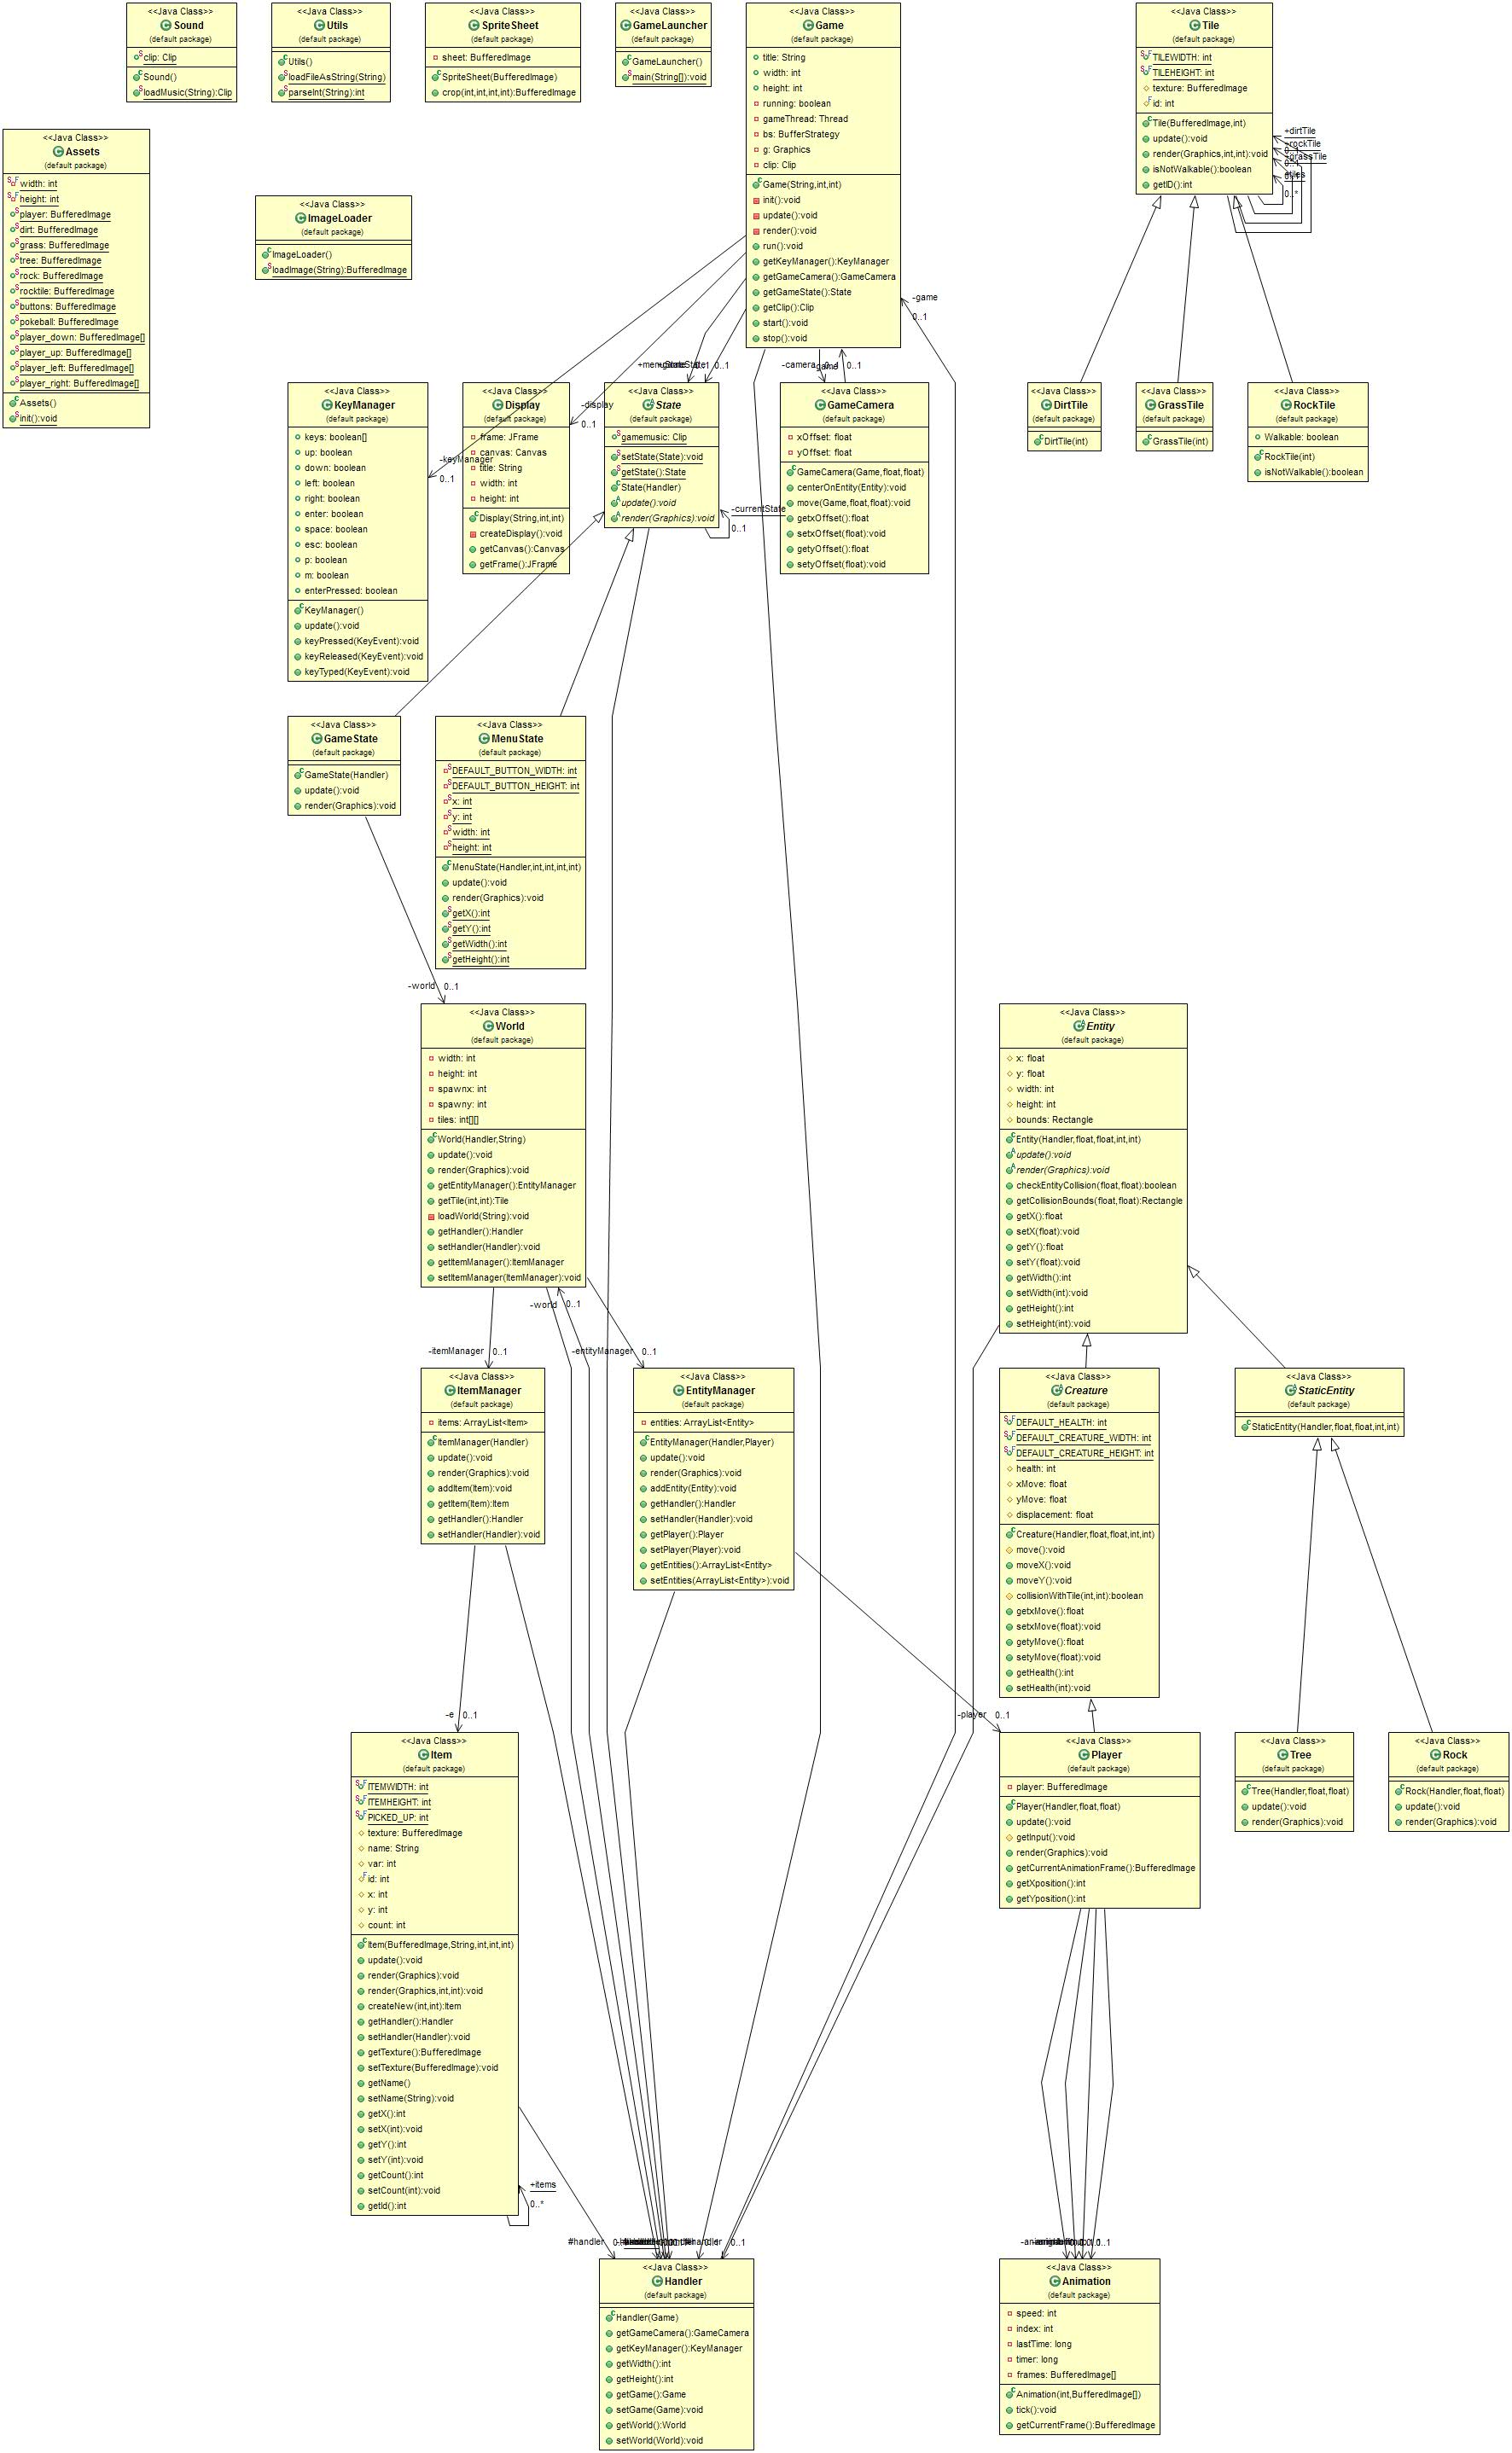 <<Java Class>>
Sound
(default package)
clip: Clip
Sound()
loadMusic(String):Clip
<<Java Class>>
Utils
(default package)
Utils()
loadFileAsString(String)
parseInt(String):int
<<Java Class>>
SpriteSheet
(default package)
sheet: BufferedImage
SpriteSheet(BufferedImage)
crop(int,int,int,int):BufferedImage
<<Java Class>>
GameLauncher
(default package)
GameLauncher()
main(String[]):void
<<Java Class>>
Game
(default package)
title: String
width: int
height: int
running: boolean
gameThread: Thread
bs: BufferStrategy
g: Graphics
clip: Clip
Game(String,int,int)
init():void
update():void
render():void
run():void
getKeyManager():KeyManager
getGameCamera():GameCamera
getGameState():State
getClip():Clip
start():void
stop():void
<<Java Class>>
Tile
(default package)
TILEWIDTH: int
TILEHEIGHT: int
texture: BufferedImage
id: int
Tile(BufferedImage,int)
update():void
render(Graphics,int,int):void
isNotWalkable():boolean
getID():int
+dirtTile
+rockTile
+grassTile
+tiles
0..*
<<Java Class>>
Assets
(default package)
width: int
height: int
player: BufferedImage
dirt: BufferedImage
grass: BufferedImage
tree: BufferedImage
rock: BufferedImage
rocktile: BufferedImage
buttons: BufferedImage
pokeball: BufferedImage
player_down: BufferedImage[]
player_up: BufferedImage[]
player_left: BufferedImage[]
player_right: BufferedImage[]
Assets()
init():void
<<Java Class>>
ImageLoader
(default package)
ImageLoader()
loadImage(String):BufferedImage
-game
0..1
0..1
0..1
-camera
0..1
<<Java Class>>
KeyManager
(default package)
keys: boolean[]
up: boolean
down: boolean
left: boolean
right: boolean
enter: boolean
space: boolean
esc: boolean
p: boolean
m: boolean
enterPressed: boolean
KeyManager()
update():void
keyPressed(KeyEvent):void
keyReleased(KeyEvent):void
keyTyped(KeyEvent):void
-keyManager
0..1
<<Java Class>>
Display
(default package)
frame: JFrame
canvas: Canvas
title: String
width: int
height: int
Display(String,int,int)
createDisplay():void
getCanvas():Canvas
getFrame():JFrame
-display
0..1
<<Java Class>>
State
(default package)
gamemusic: Clip
setState(State):void
getState():State
State(Handler)
update():void
render(Graphics):void
-currentState
0..1
<<Java Class>>
GameCamera
(default package)
xOffset: float
yOffset: float
GameCamera(Game,float,float)
centerOnEntity(Entity):void
move(Game,float,float):void
getxOffset():float
setxOffset(float):void
getyOffset():float
setyOffset(float):void
<<Java Class>>
DirtTile
(default package)
DirtTile(int)
<<Java Class>>
GrassTile
(default package)
GrassTile(int)
<<Java Class>>
RockTile
(default package)
Walkable: boolean
RockTile(int)
isNotWalkable():boolean
<<Java Class>>
GameState
(default package)
GameState(Handler)
update():void
render(Graphics):void
<<Java Class>>
MenuState
(default package)
DEFAULT_BUTTON_WIDTH: int
DEFAULT_BUTTON_HEIGHT: int
x: int
y: int
width: int
height: int
MenuState(Handler,int,int,int,int)
update():void
render(Graphics):void
getX():int
getY():int
getWidth():int
getHeight():int
-world
0..1
<<Java Class>>
World
(default package)
width: int
height: int
spawnx: int
spawny: int
tiles: int[][]
World(Handler,String)
update():void
render(Graphics):void
getEntityManager():EntityManager
getTile(int,int):Tile
loadWorld(String):void
getHandler():Handler
setHandler(Handler):void
getItemManager():ItemManager
setItemManager(ItemManager):void
<<Java Class>>
Entity
(default package)
x: float
y: float
width: int
height: int
bounds: Rectangle
Entity(Handler,float,float,int,int)
update():void
render(Graphics):void
checkEntityCollision(float,float):boolean
getCollisionBounds(float,float):Rectangle
getX():float
setX(float):void
getY():float
setY(float):void
getWidth():int
setWidth(int):void
getHeight():int
setHeight(int):void
-world
0..1
-itemManager
0..1
-entityManager
0..1
<<Java Class>>
ItemManager
(default package)
items: ArrayList<Item>
ItemManager(Handler)
update():void
render(Graphics):void
addItem(Item):void
getItem(Item):Item
getHandler():Handler
setHandler(Handler):void
<<Java Class>>
EntityManager
(default package)
entities: ArrayList<Entity>
EntityManager(Handler,Player)
update():void
render(Graphics):void
addEntity(Entity):void
getHandler():Handler
setHandler(Handler):void
getPlayer():Player
setPlayer(Player):void
getEntities():ArrayList<Entity>
setEntities(ArrayList<Entity>):void
<<Java Class>>
Creature
(default package)
DEFAULT_HEALTH: int
DEFAULT_CREATURE_WIDTH: int
DEFAULT_CREATURE_HEIGHT: int
health: int
xMove: float
yMove: float
displacement: float
Creature(Handler,float,float,int,int)
move():void
moveX():void
moveY():void
collisionWithTile(int,int):boolean
getxMove():float
setxMove(float):void
getyMove():float
setyMove(float):void
getHealth():int
setHealth(int):void
<<Java Class>>
StaticEntity
(default package)
StaticEntity(Handler,float,float,int,int)
-e
0..1
-player
0..1
<<Java Class>>
Item
(default package)
ITEMWIDTH: int
ITEMHEIGHT: int
PICKED_UP: int
texture: BufferedImage
name: String
var: int
id: int
x: int
y: int
count: int
Item(BufferedImage,String,int,int,int)
update():void
render(Graphics):void
render(Graphics,int,int):void
createNew(int,int):Item
getHandler():Handler
setHandler(Handler):void
getTexture():BufferedImage
setTexture(BufferedImage):void
getName()
setName(String):void
getX():int
setX(int):void
getY():int
setY(int):void
getCount():int
setCount(int):void
getId():int
+items
0..*
<<Java Class>>
Player
(default package)
player: BufferedImage
Player(Handler,float,float)
update():void
getInput():void
render(Graphics):void
getCurrentAnimationFrame():BufferedImage
getXposition():int
getYposition():int
<<Java Class>>
Tree
(default package)
Tree(Handler,float,float)
update():void
render(Graphics):void
<<Java Class>>
Rock
(default package)
Rock(Handler,float,float)
update():void
render(Graphics):void
#handler
0..1
0..1
<<Java Class>>
Handler
(default package)
Handler(Game)
getGameCamera():GameCamera
getKeyManager():KeyManager
getWidth():int
getHeight():int
getGame():Game
setGame(Game):void
getWorld():World
setWorld(World):void
<<Java Class>>
Animation
(default package)
speed: int
index: int
lastTime: long
timer: long
frames: BufferedImage[]
Animation(int,BufferedImage[])
tick():void
getCurrentFrame():BufferedImage